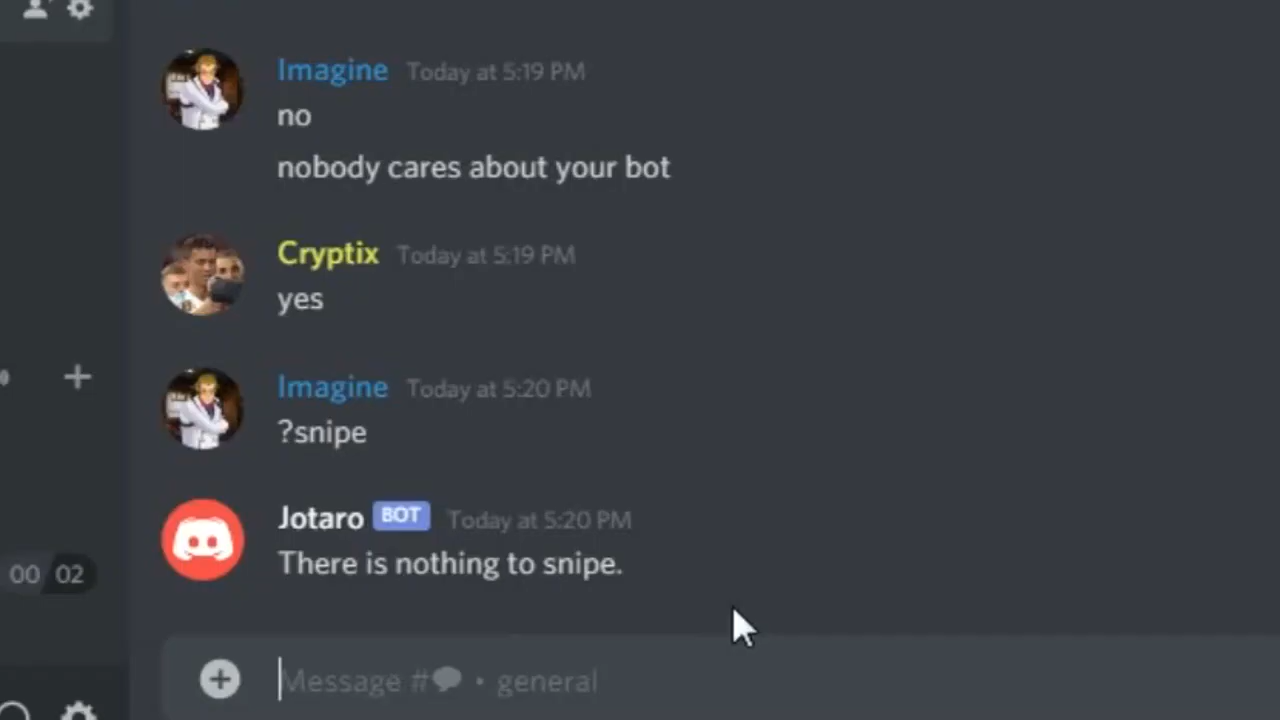 Imagine Today at 5:19 PM
no
nobody cares about your bot
Cryptix Today at 5:19 PM
yes
Imagine Today at 5:20 PM
?snipe
Jotaro BOT Today at 5:20 PM
There is nothing to snipe.
00 02
Message # • general